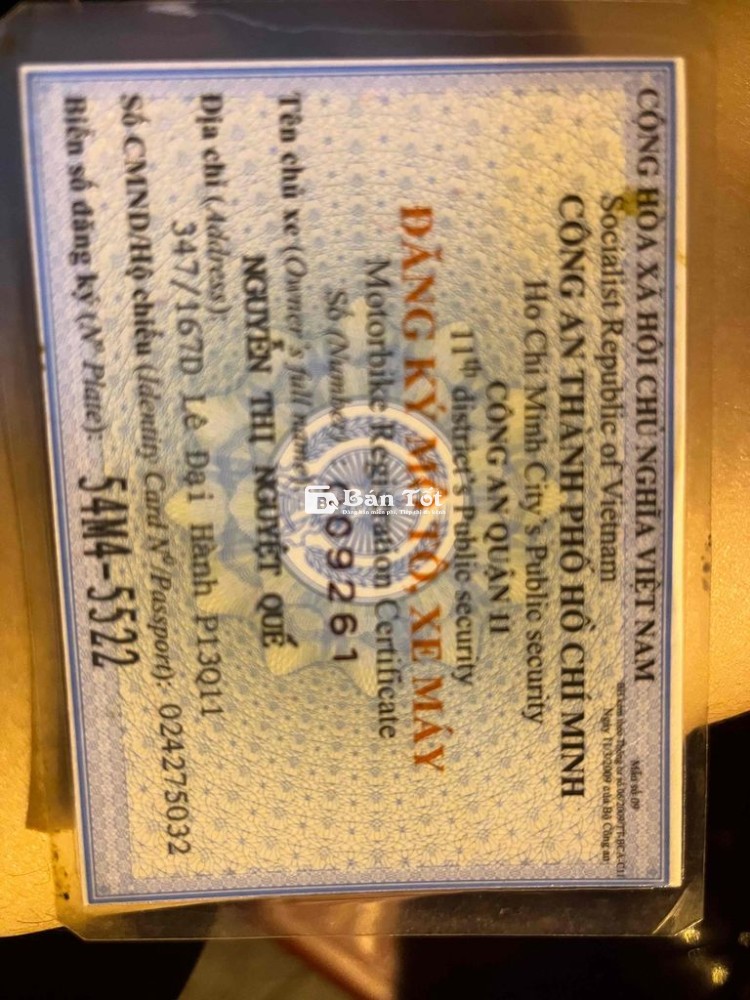 CỘNG HÒA XÃ HỘI CHỦ NGHĨA VIỆT NAM
Socialist Republic of Vietnam
CÔNG AN THÀNH PHỐ HỒ CHÍ MINH
Ho Chi Minh City's Public security
CÔNG AN QUẬN 11
11th district's Public security
ĐĂNG KÝ MÔ TÔ, XE MÁY
Motorbike Registration Certificate
Số (Number): 009261
Tên chủ xe (Owner's full name):
NGUYỄN THỊ NGUYỆT QUẾ
Địa chỉ (Address):
347/167D Lê Đại Hành P13Q11
Số CMND/Hộ chiếu (Identity Card N° Passport): 024275032
Biển số đăng ký (N° Plate): 54M4-5522
Mẫu số 09
Bán Tốt